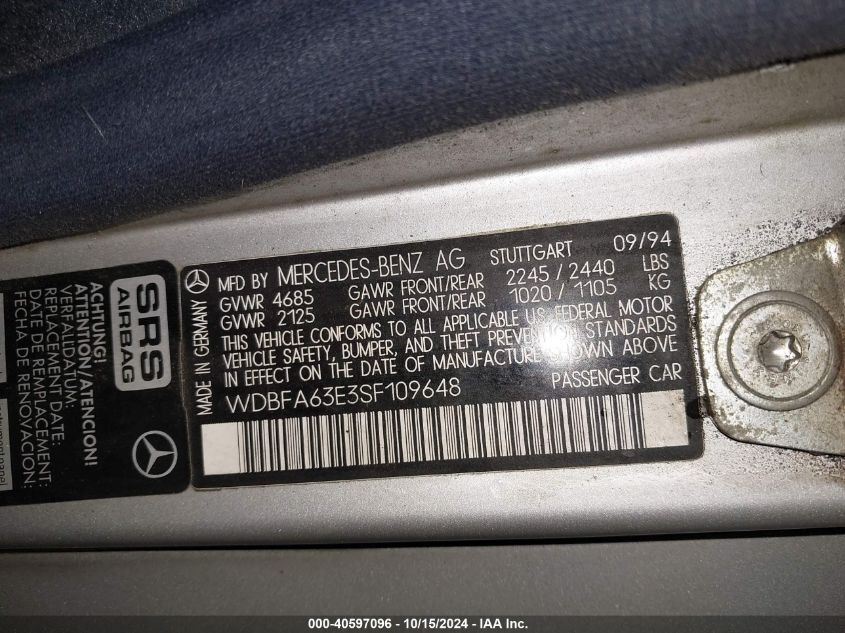 MADE IN GERMANY
MFD BY MERCEDES-BENZ AG STUTTGART 09/94
GVWR 4685 GAWR FRONT/REAR 2245 / 2440 LBS
GVWR 2125 GAWR FRONT/REAR 1020 / 1105 KG
THIS VEHICLE CONFORMS TO ALL APPLICABLE U.S. FEDERAL MOTOR
VEHICLE SAFETY, BUMPER, AND THEFT PREVENTION STANDARDS
IN EFFECT ON THE DATE OF MANUFACTURE SHOWN ABOVE
WDBFA63E3SF109648 PASSENGER CAR
SRS
AIRBAG
ACHTUNG!
ATTENTION/ATENCION!
VERFALLDATUM:
REPLACEMENT DATE:
DATE DE REMPLACEMENT:
FECHA DE RENOVACION:
000-40597096 - 10/15/2024 - IAA Inc.